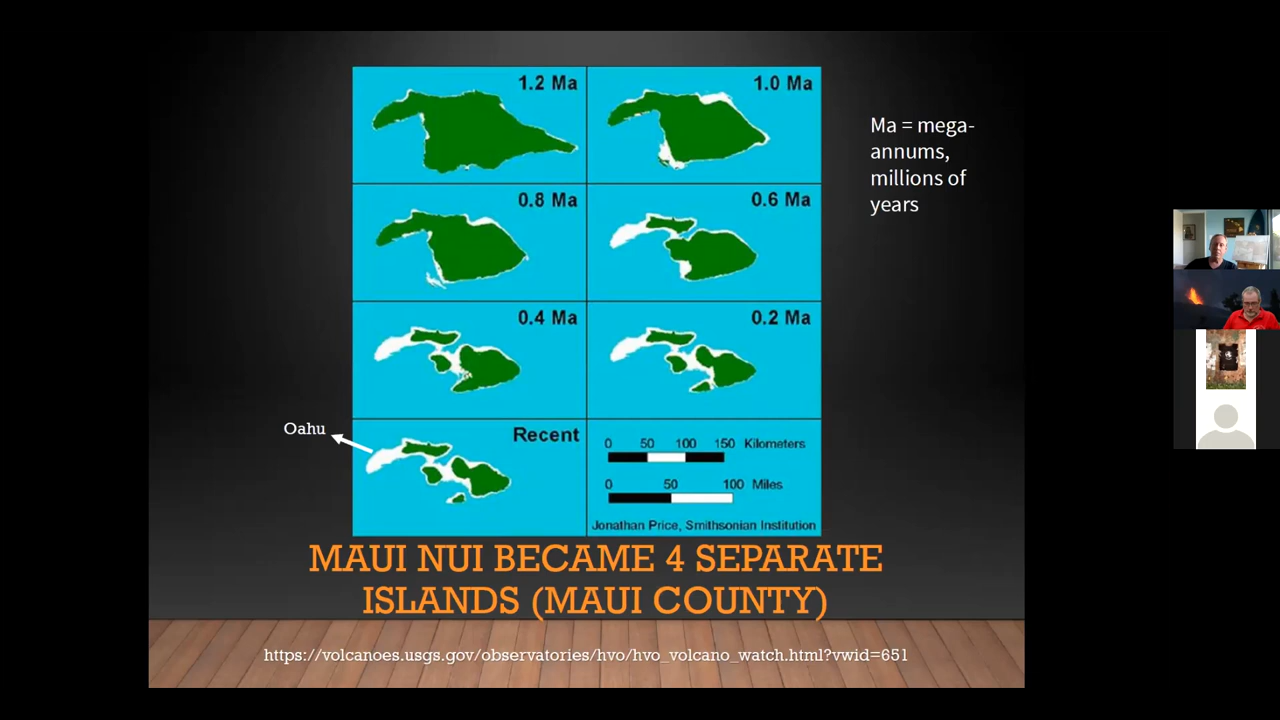 1.2 Ma
1.0 Ma
Ma = mega-
annums,
millions of
years
0.8 Ma
0.6 Ma
0.4 Ma
0.2 Ma
Oahu
Recent
0 50 100 150 Kilometers
0 50 100 Miles
Jonathan Price, Smithsonian Institution
MAUI NUI BECAME 4 SEPARATE
ISLANDS (MAUI COUNTY)
https://volcanoes.usgs.gov/observatories/hvo/hvo_volcano_watch.html?vwid=651